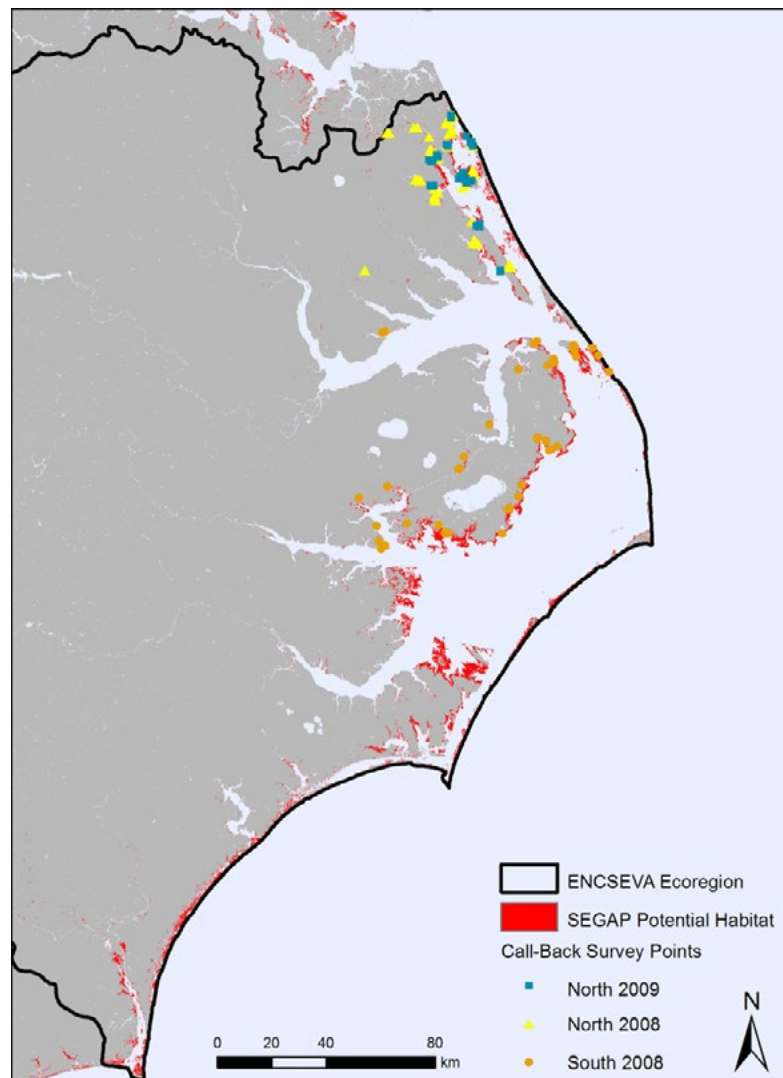 ENCSEVA Ecoregion
SEGAP Potential Habitat
Call-Back Survey Points
North 2009
North 2008
South 2008
N
0 20 40 80
km